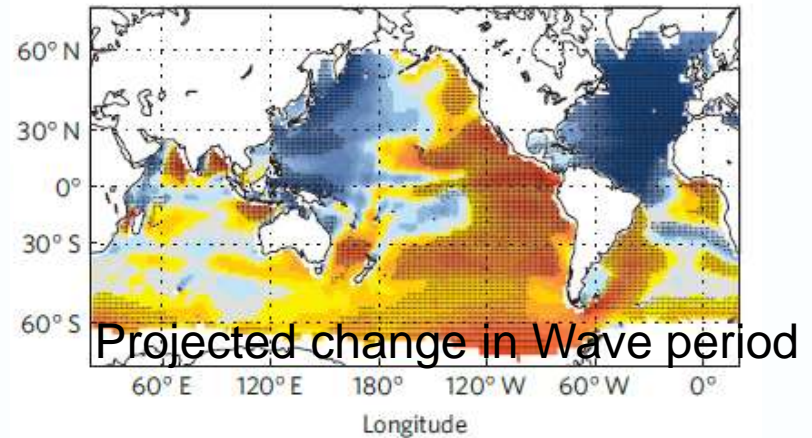 60° N
30° N
0°
30° S
60° S
Projected change in Wave period
60° E 120° E 180° 120° W 60° W 0°
Longitude